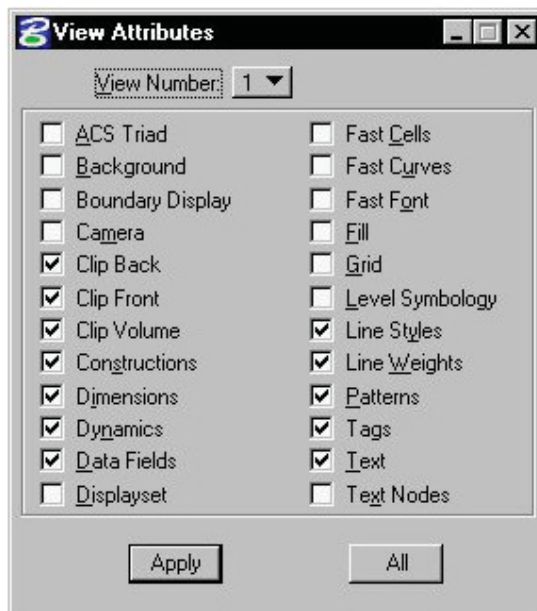 View Attributes
View Number: 1
ACS Triad
Background
Boundary Display
Camera
Clip Back
Clip Front
Clip Volume
Constructions
Dimensions
Dynamics
Data Fields
Displayset
Fast Cells
Fast Curves
Fast Font
Fill
Grid
Level Symbology
Line Styles
Line Weights
Patterns
Tags
Text
Text Nodes
Apply
All